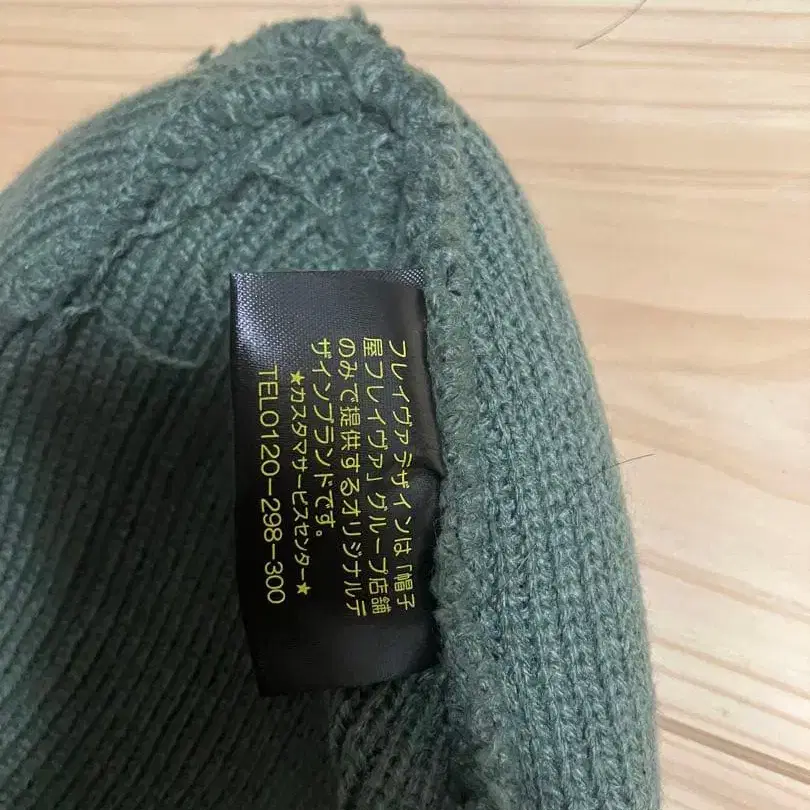 フレイヴァデザインは「帽子
屋フレイヴァ」グループ店舗
のみで提供するオリジナルデ
ザインブランドです。
★カスタマサービスセンター★
TEL0120-298-300